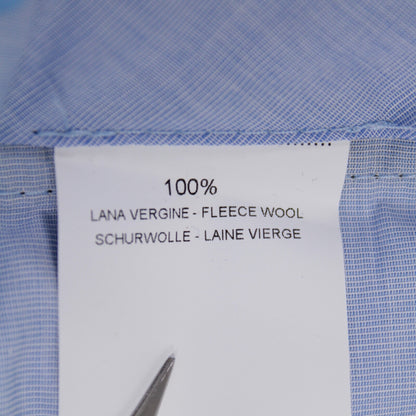 100%
LANA VERGINE - FLEECE WOOL
SCHURWOLLE - LAINE VIERGE